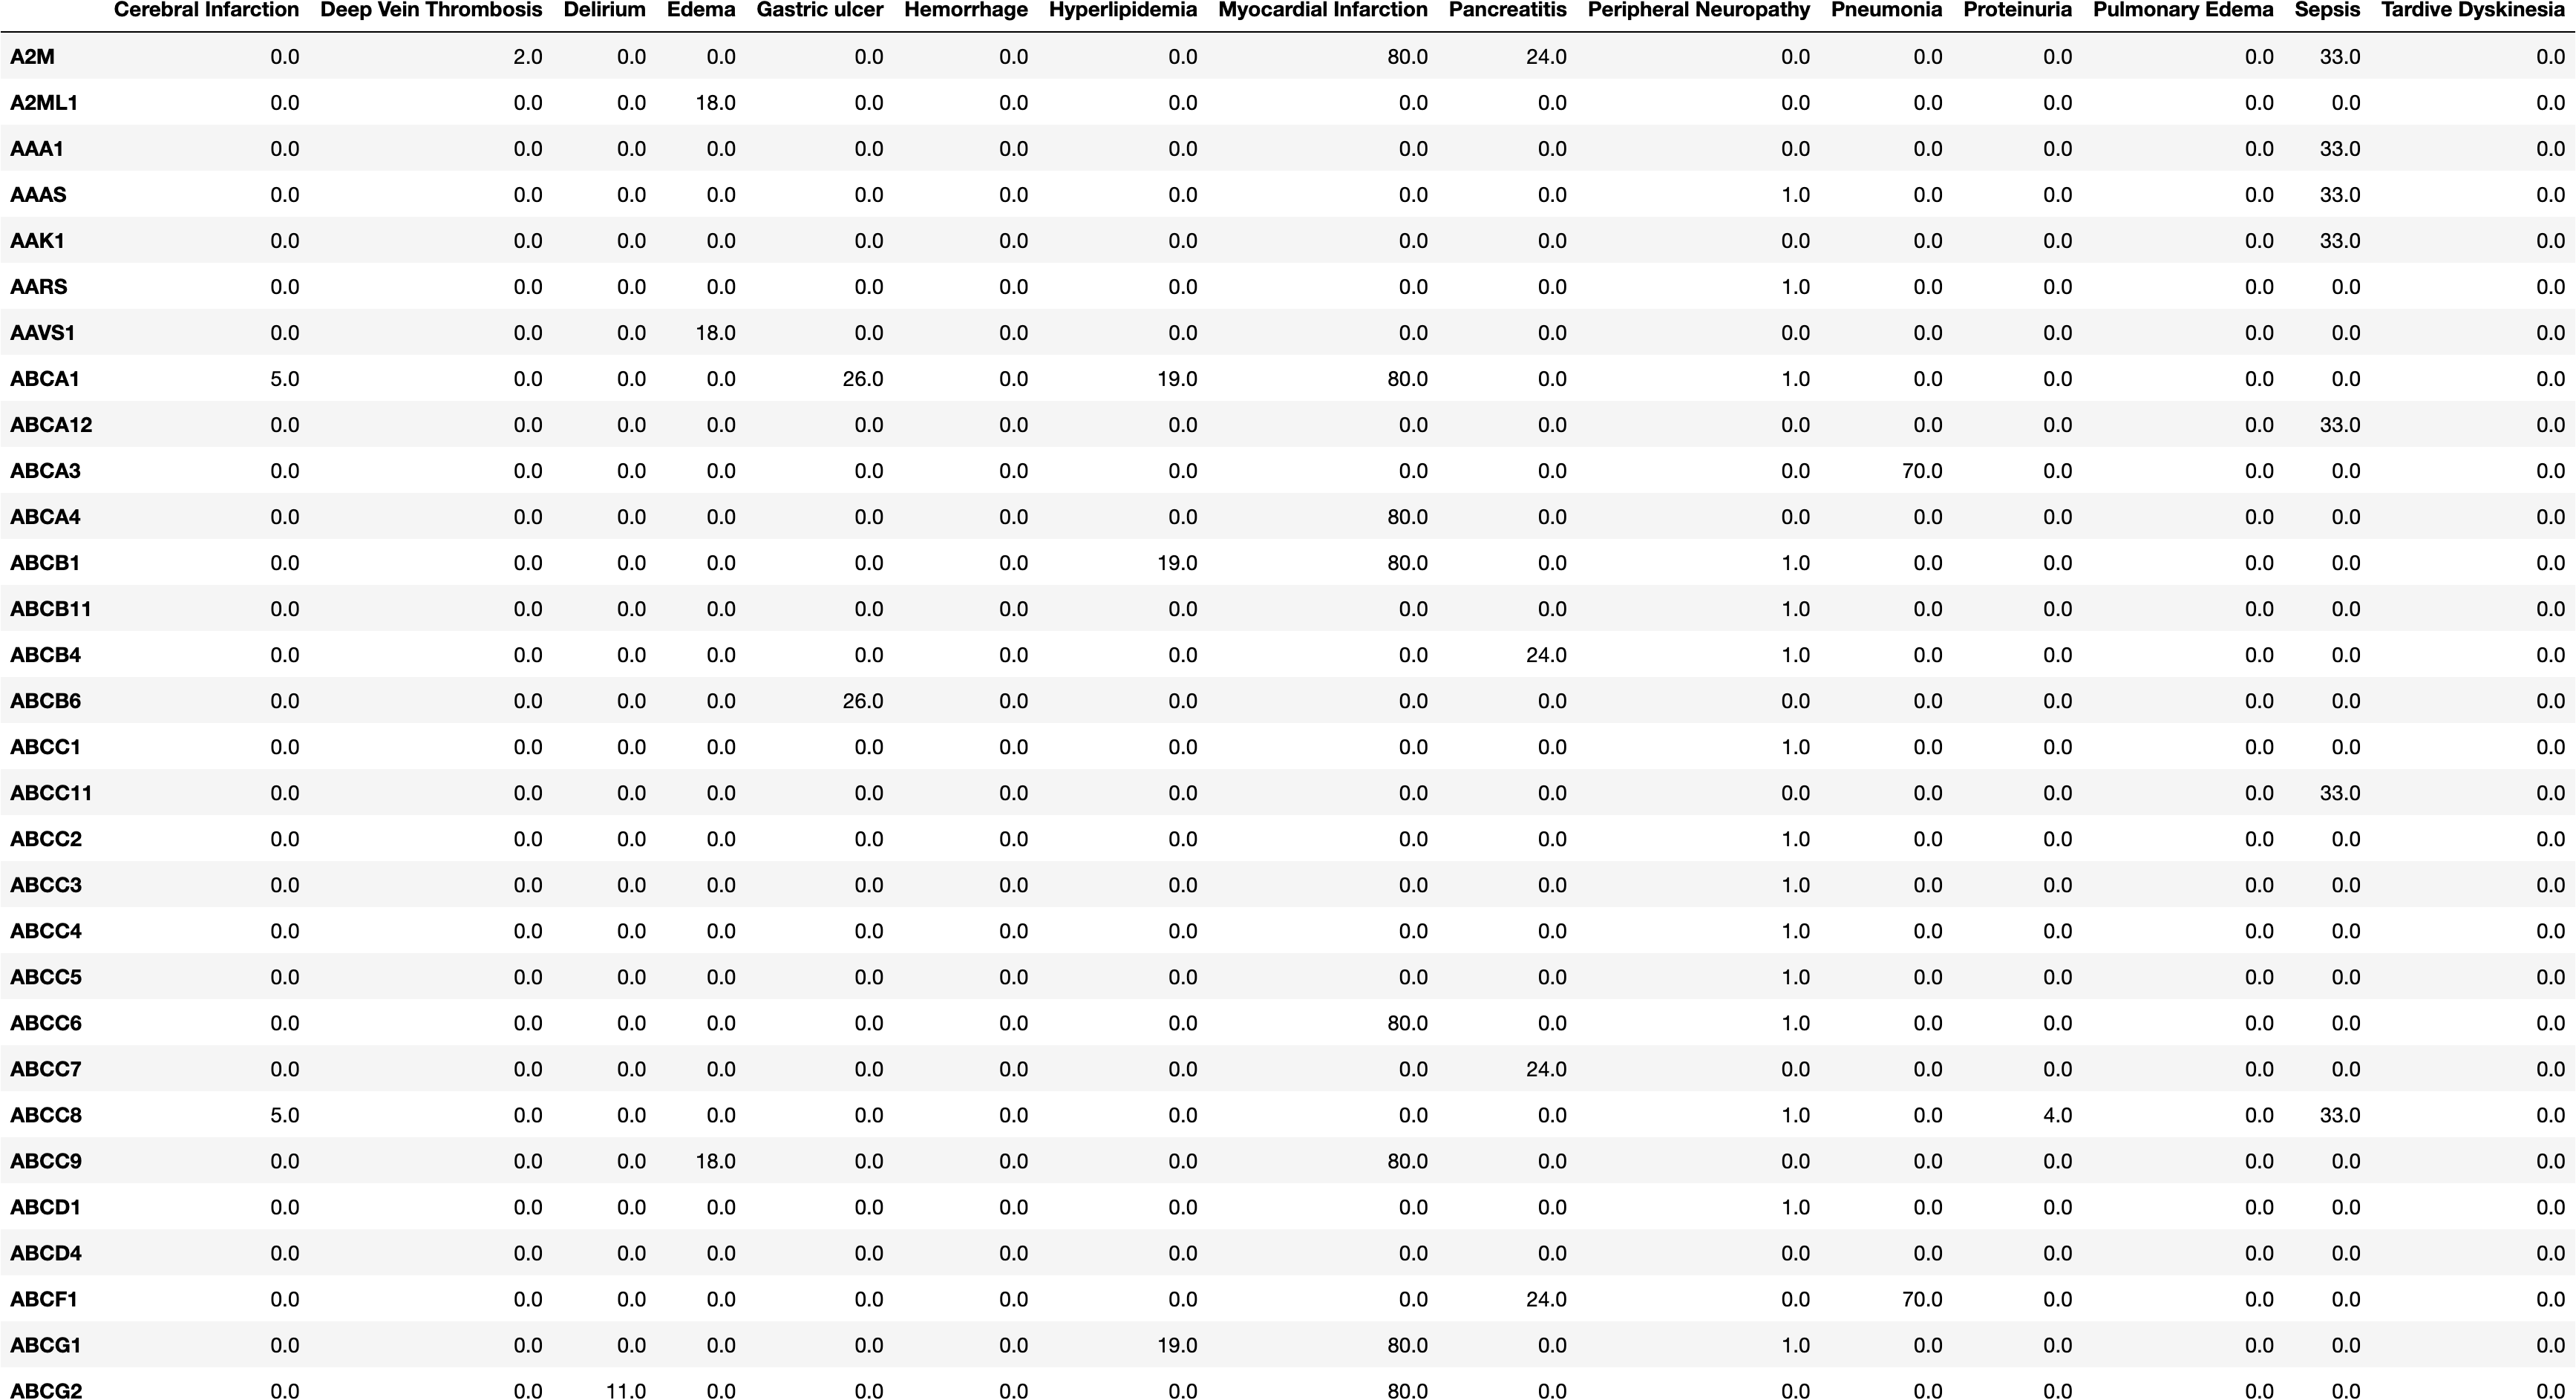 Cerebral Infarction Deep Vein Thrombosis Delirium Edema Gastric ulcer Hemorrhage Hyperlipidemia Myocardial Infarction Pancreatitis Peripheral Neuropathy Pneumonia Proteinuria Pulmonary Edema Sepsis Tardive Dyskinesia
A2M 0.0 2.0 0.0 0.0 0.0 0.0 0.0 80.0 24.0 0.0 0.0 0.0 0.0 33.0 0.0
A2ML1 0.0 0.0 0.0 18.0 0.0 0.0 0.0 0.0 0.0 0.0 0.0 0.0 0.0 0.0 0.0
AAA1 0.0 0.0 0.0 0.0 0.0 0.0 0.0 0.0 0.0 0.0 0.0 0.0 0.0 33.0 0.0
AAAS 0.0 0.0 0.0 0.0 0.0 0.0 0.0 0.0 0.0 1.0 0.0 0.0 0.0 33.0 0.0
AAK1 0.0 0.0 0.0 0.0 0.0 0.0 0.0 0.0 0.0 0.0 0.0 0.0 0.0 33.0 0.0
AARS 0.0 0.0 0.0 0.0 0.0 0.0 0.0 0.0 0.0 1.0 0.0 0.0 0.0 0.0 0.0
AAVS1 0.0 0.0 0.0 18.0 0.0 0.0 0.0 0.0 0.0 0.0 0.0 0.0 0.0 0.0 0.0
ABCA1 5.0 0.0 0.0 0.0 26.0 0.0 19.0 80.0 0.0 1.0 0.0 0.0 0.0 0.0 0.0
ABCA12 0.0 0.0 0.0 0.0 0.0 0.0 0.0 0.0 0.0 0.0 0.0 0.0 0.0 33.0 0.0
ABCA3 0.0 0.0 0.0 0.0 0.0 0.0 0.0 0.0 0.0 0.0 70.0 0.0 0.0 0.0 0.0
ABCA4 0.0 0.0 0.0 0.0 0.0 0.0 0.0 80.0 0.0 0.0 0.0 0.0 0.0 0.0 0.0
ABCB1 0.0 0.0 0.0 0.0 0.0 0.0 19.0 80.0 0.0 1.0 0.0 0.0 0.0 0.0 0.0
ABCB11 0.0 0.0 0.0 0.0 0.0 0.0 0.0 0.0 0.0 1.0 0.0 0.0 0.0 0.0 0.0
ABCB4 0.0 0.0 0.0 0.0 0.0 0.0 0.0 0.0 24.0 1.0 0.0 0.0 0.0 0.0 0.0
ABCB6 0.0 0.0 0.0 0.0 26.0 0.0 0.0 0.0 0.0 0.0 0.0 0.0 0.0 0.0 0.0
ABCC1 0.0 0.0 0.0 0.0 0.0 0.0 0.0 0.0 0.0 1.0 0.0 0.0 0.0 0.0 0.0
ABCC11 0.0 0.0 0.0 0.0 0.0 0.0 0.0 0.0 0.0 0.0 0.0 0.0 0.0 33.0 0.0
ABCC2 0.0 0.0 0.0 0.0 0.0 0.0 0.0 0.0 0.0 1.0 0.0 0.0 0.0 0.0 0.0
ABCC3 0.0 0.0 0.0 0.0 0.0 0.0 0.0 0.0 0.0 1.0 0.0 0.0 0.0 0.0 0.0
ABCC4 0.0 0.0 0.0 0.0 0.0 0.0 0.0 0.0 0.0 1.0 0.0 0.0 0.0 0.0 0.0
ABCC5 0.0 0.0 0.0 0.0 0.0 0.0 0.0 0.0 0.0 1.0 0.0 0.0 0.0 0.0 0.0
ABCC6 0.0 0.0 0.0 0.0 0.0 0.0 0.0 80.0 0.0 1.0 0.0 0.0 0.0 0.0 0.0
ABCC7 0.0 0.0 0.0 0.0 0.0 0.0 0.0 0.0 24.0 0.0 0.0 0.0 0.0 0.0 0.0
ABCC8 5.0 0.0 0.0 0.0 0.0 0.0 0.0 0.0 0.0 1.0 0.0 4.0 0.0 33.0 0.0
ABCC9 0.0 0.0 0.0 18.0 0.0 0.0 0.0 80.0 0.0 0.0 0.0 0.0 0.0 0.0 0.0
ABCD1 0.0 0.0 0.0 0.0 0.0 0.0 0.0 0.0 0.0 1.0 0.0 0.0 0.0 0.0 0.0
ABCD4 0.0 0.0 0.0 0.0 0.0 0.0 0.0 0.0 0.0 0.0 0.0 0.0 0.0 0.0 0.0
ABCF1 0.0 0.0 0.0 0.0 0.0 0.0 0.0 0.0 24.0 0.0 70.0 0.0 0.0 0.0 0.0
ABCG1 0.0 0.0 0.0 0.0 0.0 0.0 19.0 80.0 0.0 1.0 0.0 0.0 0.0 0.0 0.0
ABCG2 0.0 0.0 11.0 0.0 0.0 0.0 0.0 80.0 0.0 0.0 0.0 0.0 0.0 0.0 0.0